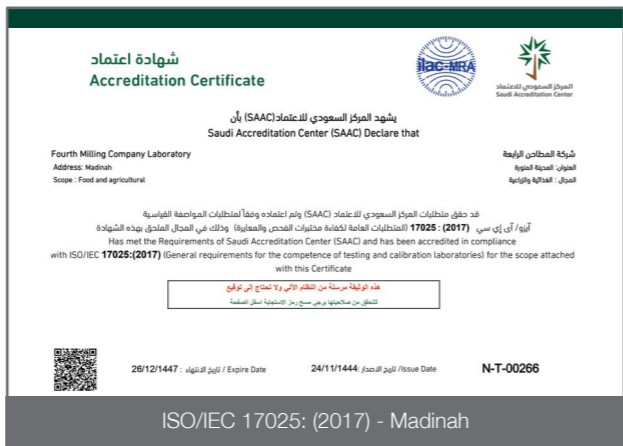 شهادة اعتماد
Accreditation Certificate
ilac-MRA
المركز السعودي للاعتماد
Saudi Accreditation Center
يشهد المركز السعودي للاعتماد(SAAC) بأن
Saudi Accreditation Center (SAAC) Declare that
Fourth Milling Company Laboratory
Address: Madinah
Scope : Food and agricultural
شركة المطاحن الرابعة
العنوان: المدينة المنورة
المجال : الغذائية والزراعية
قد حقق متطلبات المركز السعودي للاعتماد (SAAC) وتم اعتماده وفقاً لمتطلبات المواصفة القياسية
آيزو/ آي إي سي (2017) : 17025 (المتطلبات العامة لكفاءة مختبرات الفحص والمعايرة) وذلك في المجال الملحق بهذه الشهادة
Has met the Requirements of Saudi Accreditation Center (SAAC) and has been accredited in compliance
with ISO/IEC 17025:(2017) (General requirements for the competence of testing and calibration laboratories) for the scope attached
with this Certificate
هذه الوثيقة مرسلة من النظام الآلي ولا تحتاج إلى توقيع
للتحقق من صلاحيتها يرجى مسح رمز الاستجابة اسفل الصفحة
26/12/1447 : تاريخ الانتهاء / Expire Date
24/11/1444: تاريخ الاصدار /Issue Date
N-T-00266
ISO/IEC 17025: (2017) - Madinah